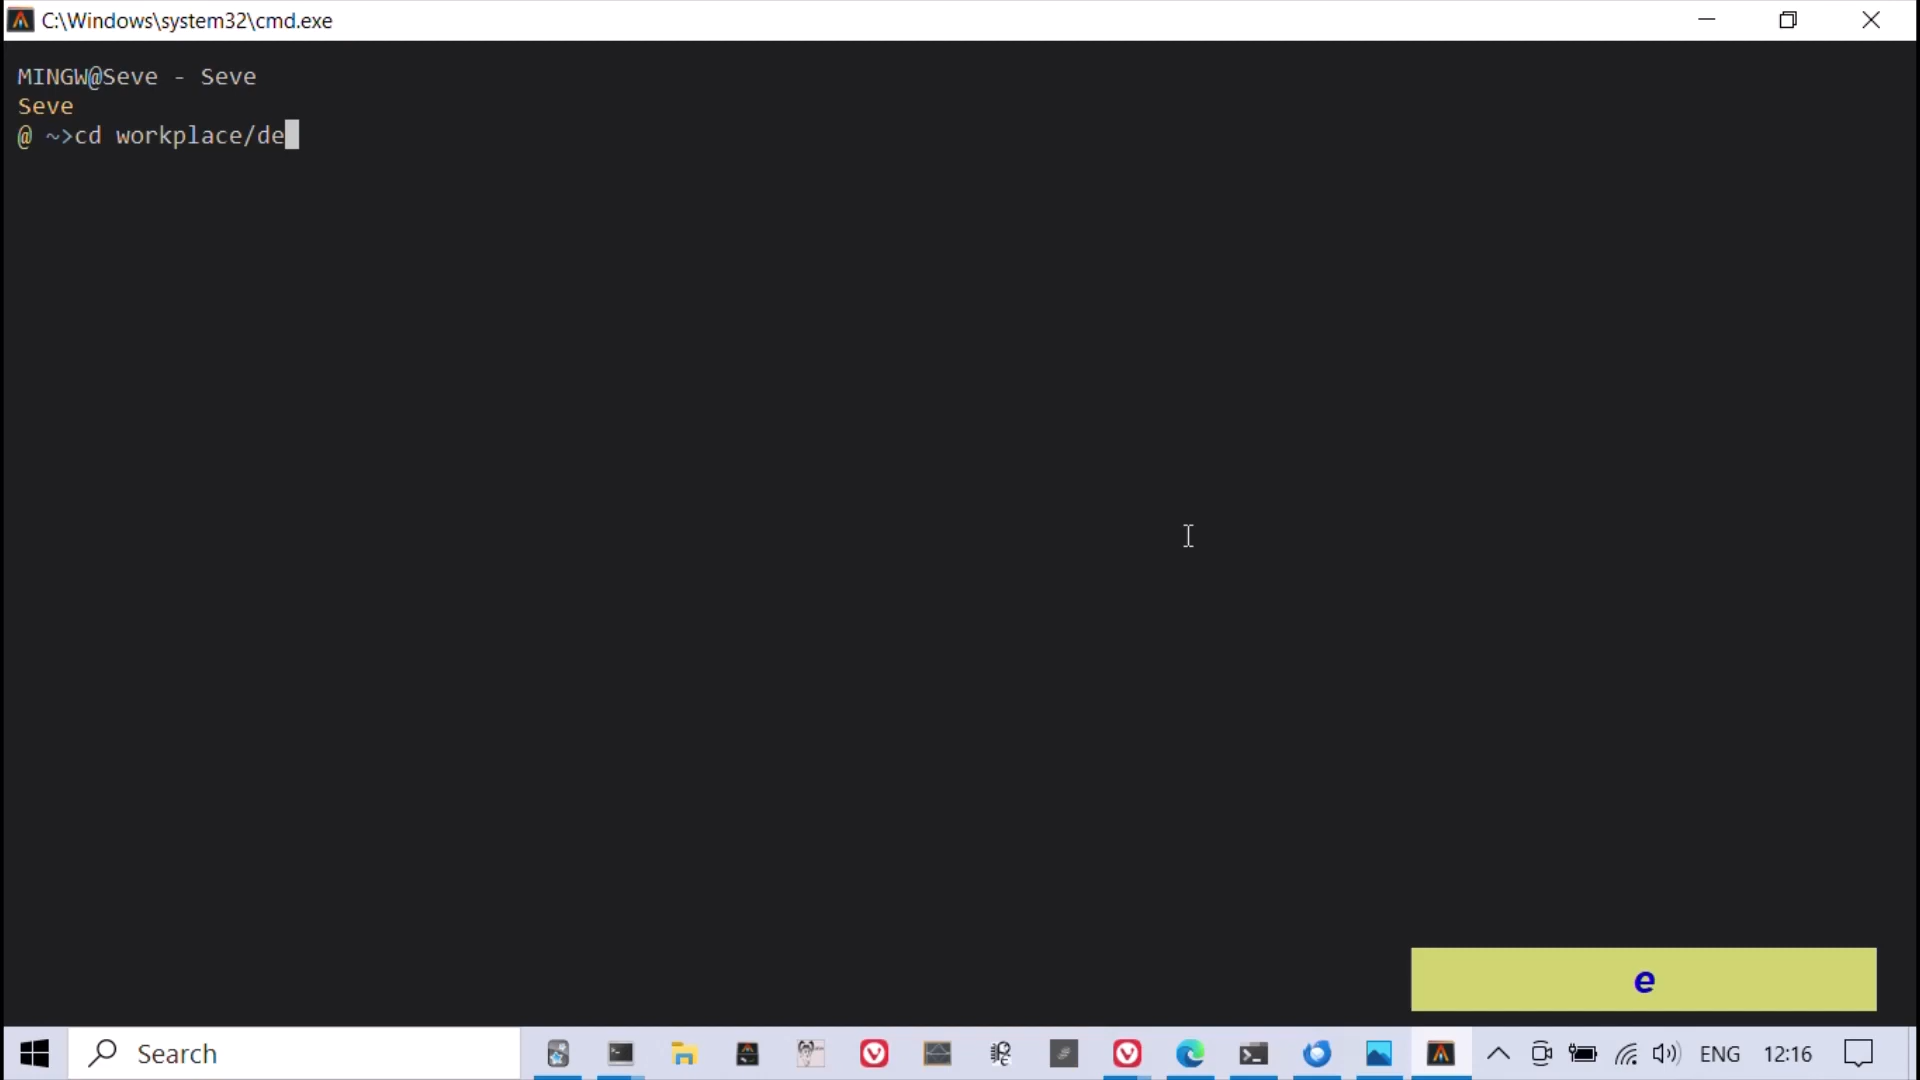 C:\Windows\system32\cmd.exe
MINGW@Seve - Seve
Seve
@ ~>cd workplace/de
e
Search
ENG
12:16